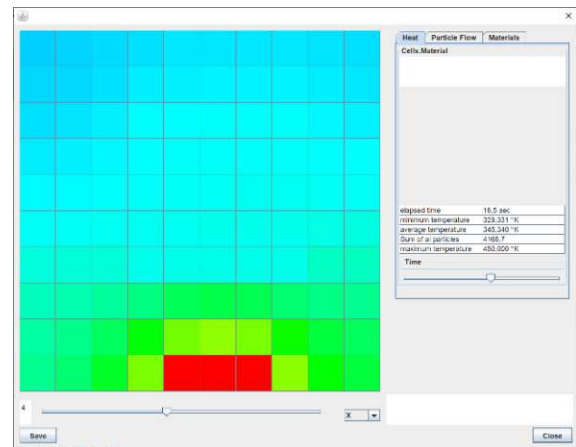 Heat Particle Flow Materials
Cells.Material
elapsed time 16,5 sec
minimum temperature 329,331 °K
average temperature 345,340 °K
Sum of al particles 4166,7
maximum temperature 450,000 °K
Time
4
X
Save
Close